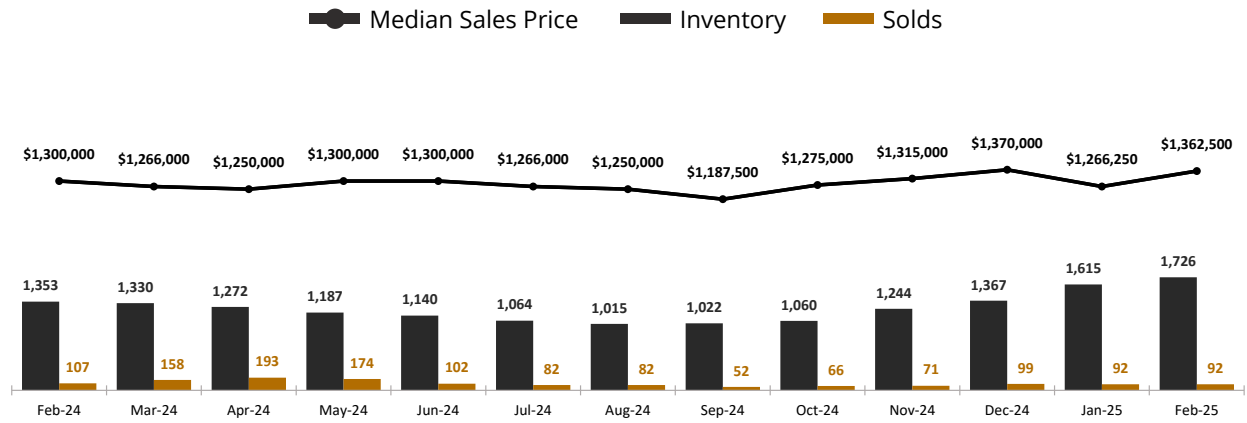 Median Sales Price Inventory Solds
$1,300,000 $1,266,000 $1,250,000 $1,300,000 $1,300,000 $1,266,000 $1,250,000 $1,187,500 $1,275,000 $1,315,000 $1,370,000 $1,266,250 $1,362,500
1,353 1,330 1,272 1,187 1,140 1,064 1,015 1,022 1,060 1,244 1,367 1,615 1,726
107 158 193 174 102 82 82 52 66 71 99 92 92
Feb-24 Mar-24 Apr-24 May-24 Jun-24 Jul-24 Aug-24 Sep-24 Oct-24 Nov-24 Dec-24 Jan-25 Feb-25